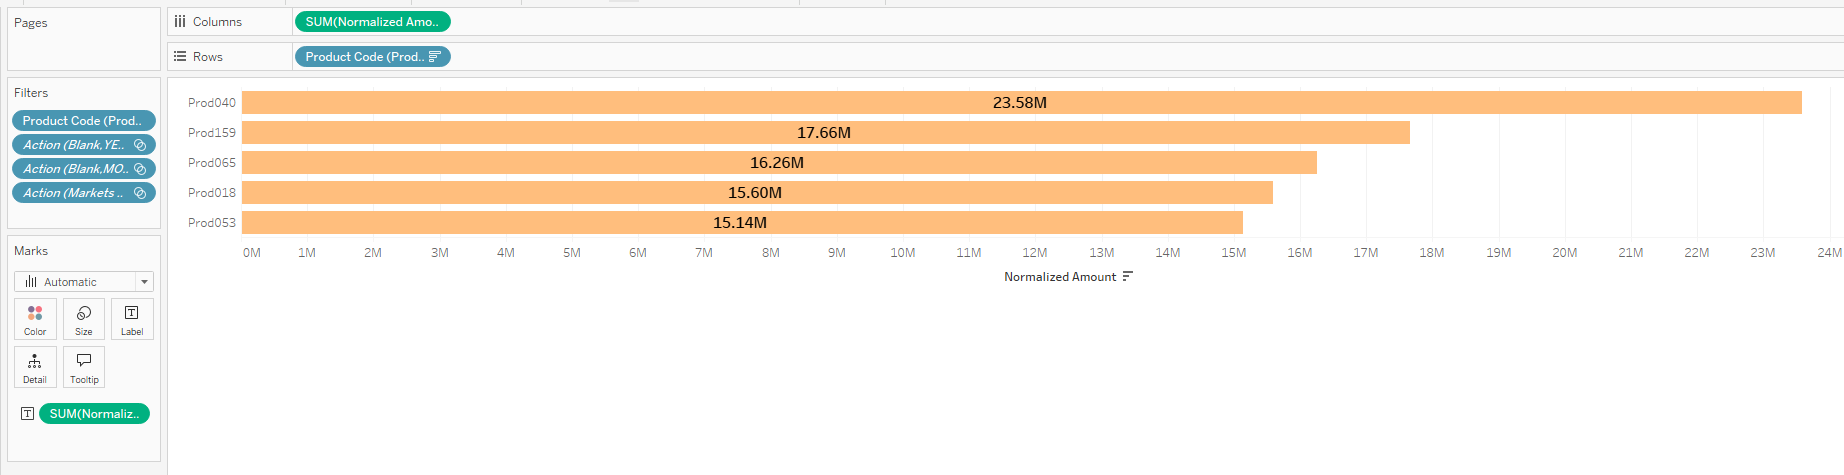 Pages
Columns
SUM(Normalized Amo..
Rows
Product Code (Prod..
Filters
Product Code (Prod..
Action (Blank,YE..
Action (Blank,MO..
Action (Markets ..
Marks
Automatic
Color Size Label
Detail Tooltip
SUM(Normaliz..
Prod040 23.58M
Prod159 17.66M
Prod065 16.26M
Prod018 15.60M
Prod053 15.14M
0M 1M 2M 3M 4M 5M 6M 7M 8M 9M 10M 11M 12M 13M 14M 15M 16M 17M 18M 19M 20M 21M 22M 23M 24M
Normalized Amount